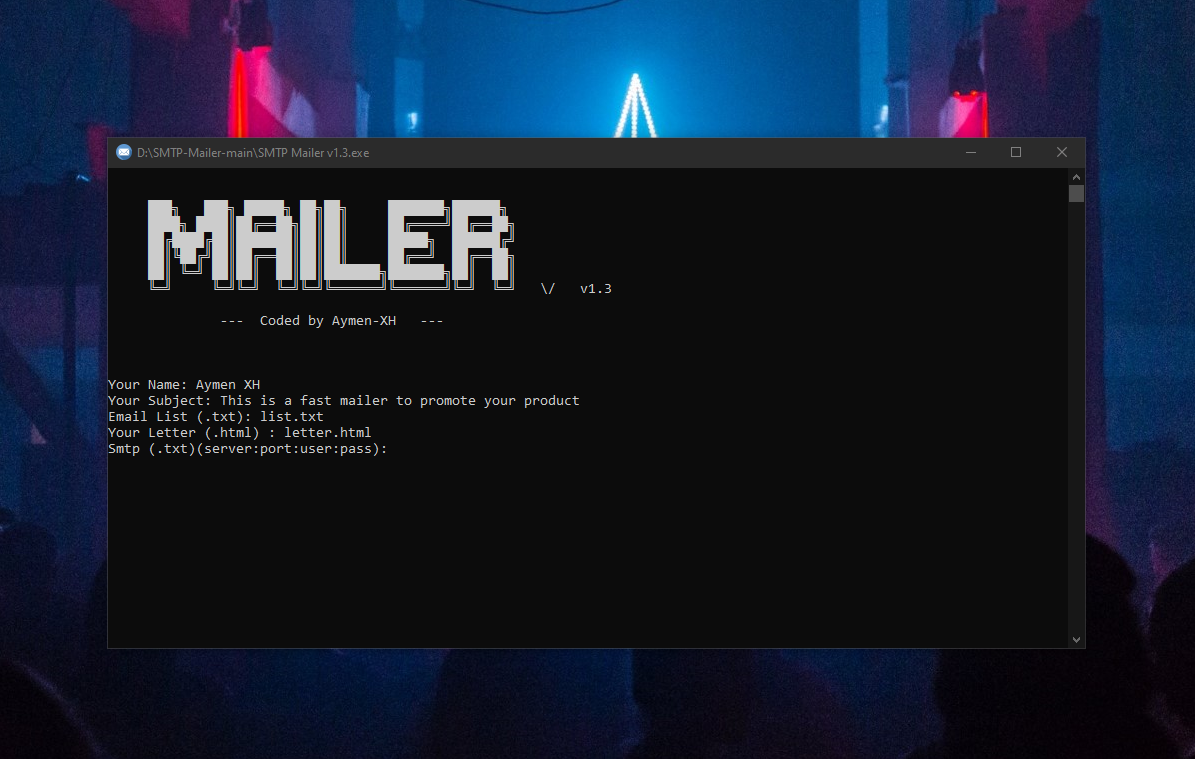 D:\SMTP-Mailer-main\SMTP Mailer v1.3.exe
MAILER \/ v1.3
--- Coded by Aymen-XH ---
Your Name: Aymen XH
Your Subject: This is a fast mailer to promote your product
Email List (.txt): list.txt
Your Letter (.html) : letter.html
Smtp (.txt)(server:port:user:pass):